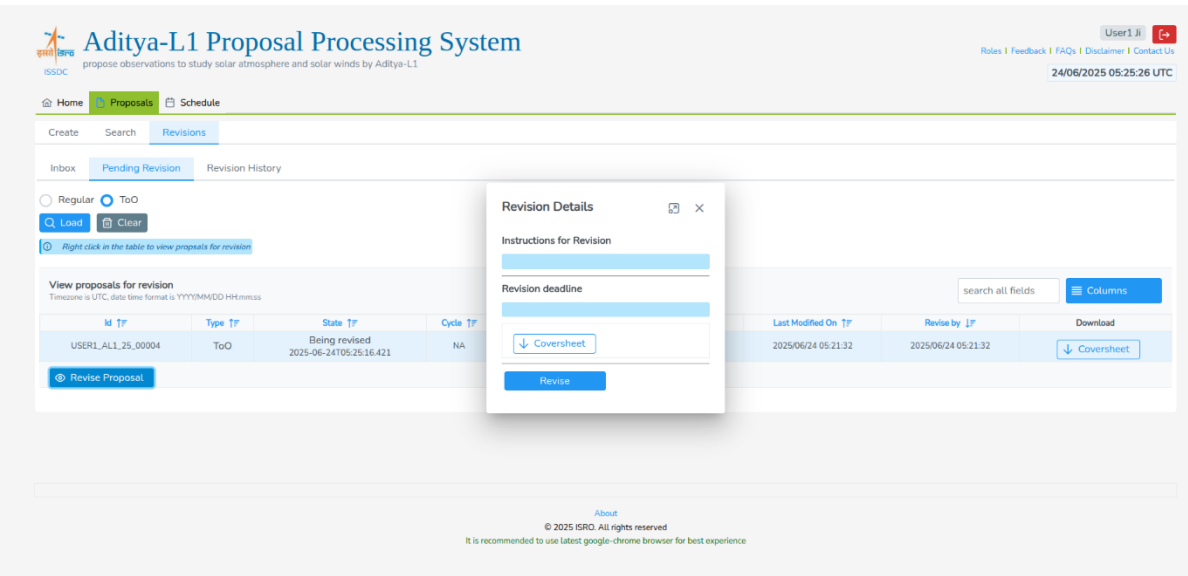 इसरो isro
ISSDC
Aditya-L1 Proposal Processing System
propose observations to study solar atmosphere and solar winds by Aditya-L1
User1 Ji
Roles | Feedback | FAQs | Disclaimer | Contact Us
24/06/2025 05:25:26 UTC
Home Proposals Schedule
Create Search Revisions
Inbox Pending Revision Revision History
Regular ToO
Load Clear
Right click in the table to view propsals for revision
View proposals for revision
Timezone is UTC, date time format is YYYY/MM/DD HH:mm:ss
search all fields
Columns
Id Type State Cycle Last Modified On Revise by Download
USER1_AL1_25_00004 ToO Being revised
2025-06-24T05:25:16.421 NA 2025/06/24 05:21:32 2025/06/24 05:21:32 Coversheet
Revise Proposal
Revision Details
Instructions for Revision
Revision deadline
Coversheet
Revise
About
© 2025 ISRO. All rights reserved
It is recommended to use latest google-chrome browser for best experience